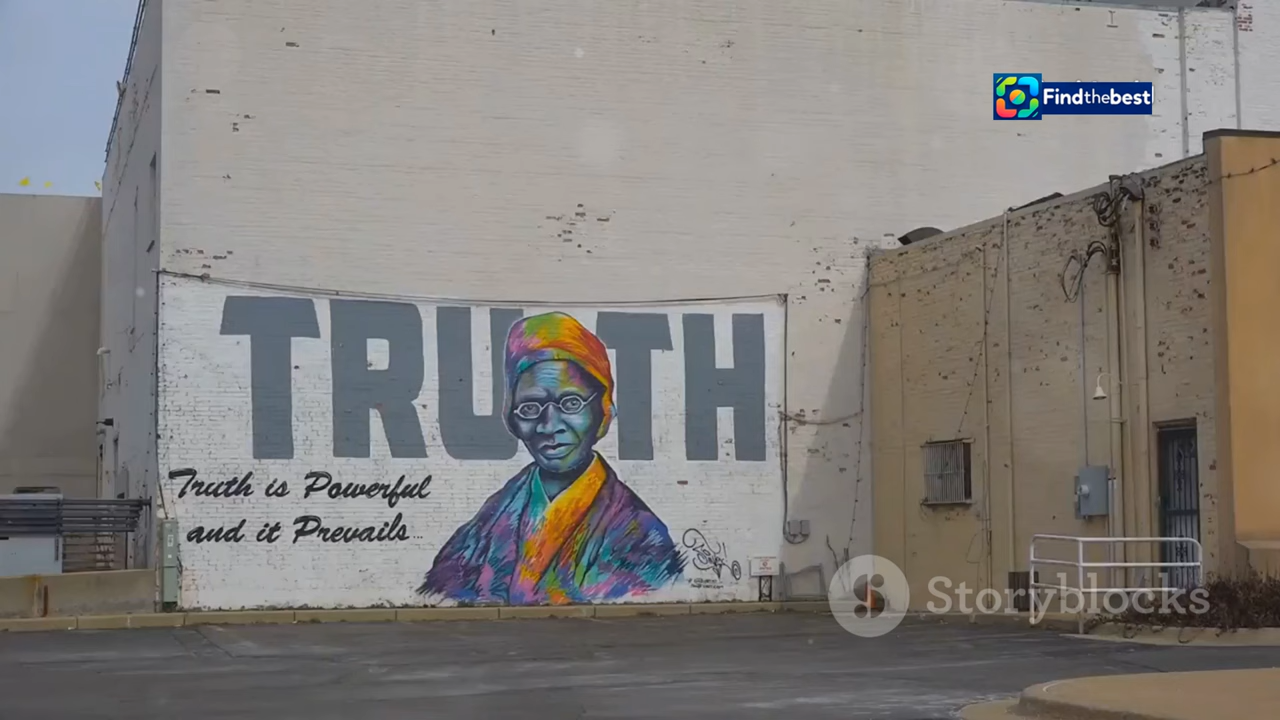 Findthebest
TRUTH
Truth is Powerful
and it Prevails...
Storyblocks